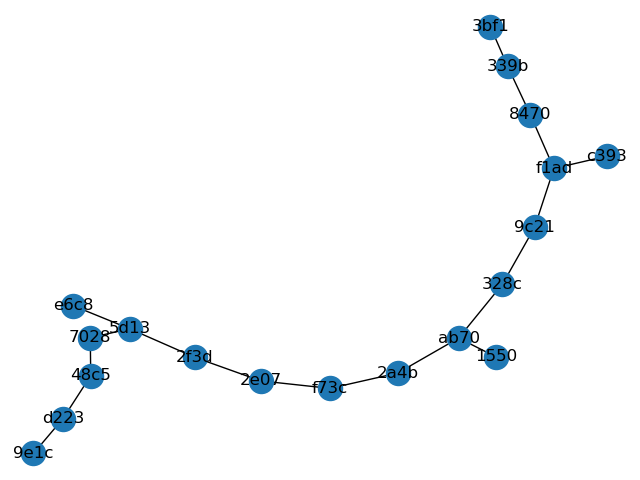 3bf1
339b
8470
c393
f1ad
9c21
328c
e6c8
5d13
7028
ab70
1550
2f3d
2a4b
48c5
2e07
f73c
d223
9e1c